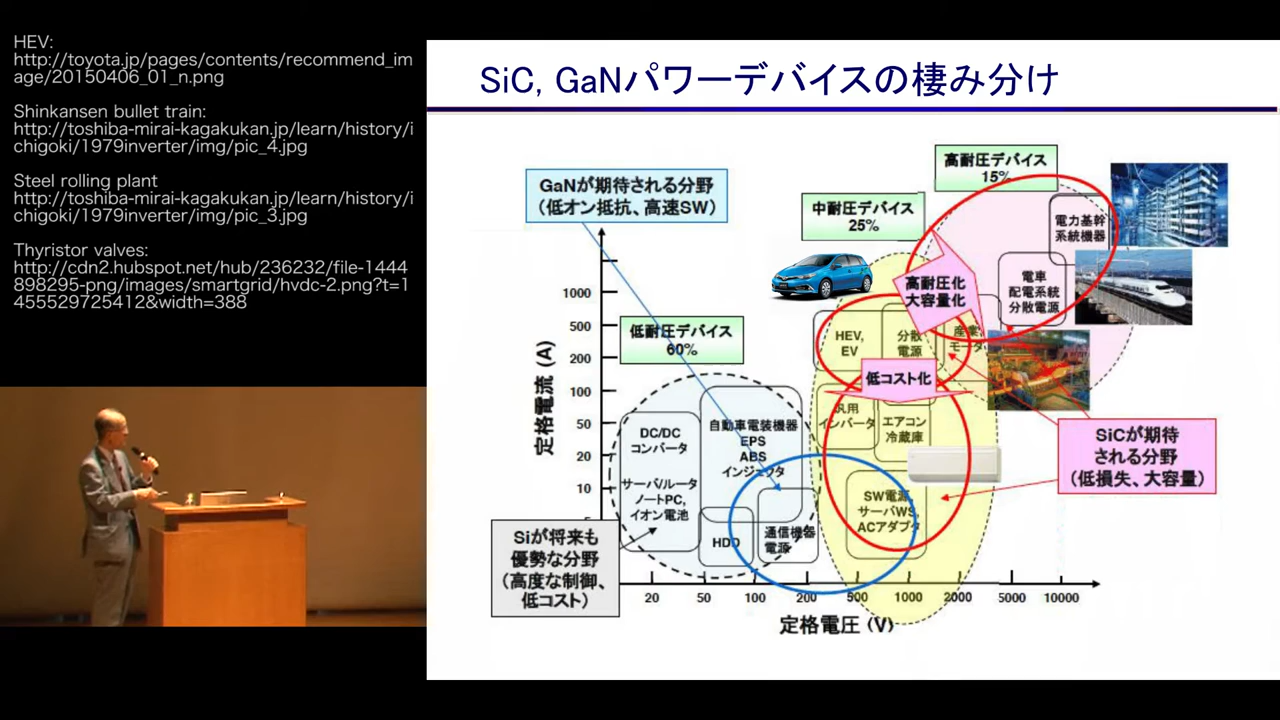 HEV:
http://toyota.jp/pages/contents/recommend_im
age/20150406_01_n.png
Shinkansen bullet train:
http://toshiba-mirai-kagakukan.jp/learn/history/i
chigoki/1979inverter/img/pic_4.jpg
Steel rolling plant
http://toshiba-mirai-kagakukan.jp/learn/history/i
chigoki/1979inverter/img/pic_3.jpg
Thyristor valves:
http://cdn2.hubspot.net/hub/236232/file-1444
898295-png/images/smartgrid/hvdc-2.png?t=1
455529725412&width=388
SiC, GaNパワーデバイスの棲み分け
GaNが期待される分野
(低オン抵抗、高速SW)
高耐圧デバイス
15%
中耐圧デバイス
25%
低耐圧デバイス
60%
電力基幹
系統機器
電車
配電系統
分散電源
高耐圧化
大容量化
HEV,
EV
分散
電源
産業
モータ
低コスト化
汎用
インバータ
エアコン
冷蔵庫
SW電源,
サーバWS,
ACアダプタ
SiCが期待
される分野
(低損失、大容量)
DC/DC
コンバータ
サーバ/ルータ
ノートPC,
イオン電池
自動車電装機器
EPS
ABS
インジェクタ
HDD
通信機器
電源
Siが将来も
優勢な分野
(高度な制御、
低コスト)
定格電流 (A)
1000
500
200
100
50
20
10
20
50
100
200
500
1000
2000
5000
10000
定格電圧 (V)